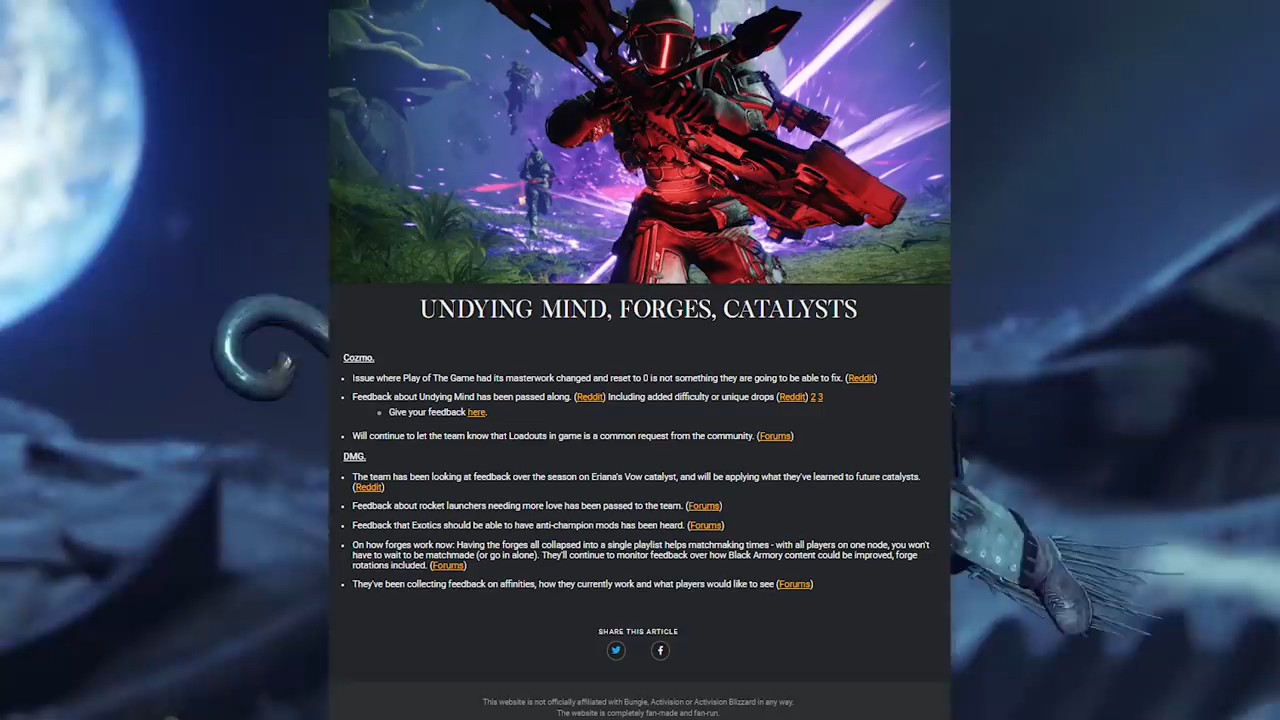 UNDYING MIND, FORGES, CATALYSTS
Cozmo.
Issue where Play of The Game had its masterwork changed and reset to 0 is not something they are going to be able to fix. (Reddit)
Feedback about Undying Mind has been passed along. (Reddit) Including added difficulty or unique drops (Reddit) 2 3
Give your feedback here.
Will continue to let the team know that Loadouts in game is a common request from the community. (Forums)
DMG.
The team has been looking at feedback over the season on Eriana's Vow catalyst, and will be applying what they've learned to future catalysts.
(Reddit)
Feedback about rocket launchers needing more love has been passed to the team. (Forums)
Feedback that Exotics should be able to have anti-champion mods has been heard. (Forums)
On how forges work now: Having the forges all collapsed into a single playlist helps matchmaking times - with all players on one node, you won't
have to wait to be matchmade (or go in alone). They'll continue to monitor feedback over how Black Armory content could be improved, forge
rotations included. (Forums)
They've been collecting feedback on affinities, how they currently work and what players would like to see (Forums)
SHARE THIS ARTICLE
This website is not officially affiliated with Bungie, Activision or Activision Blizzard in any way.
The website is completely fan-made and fan-run.